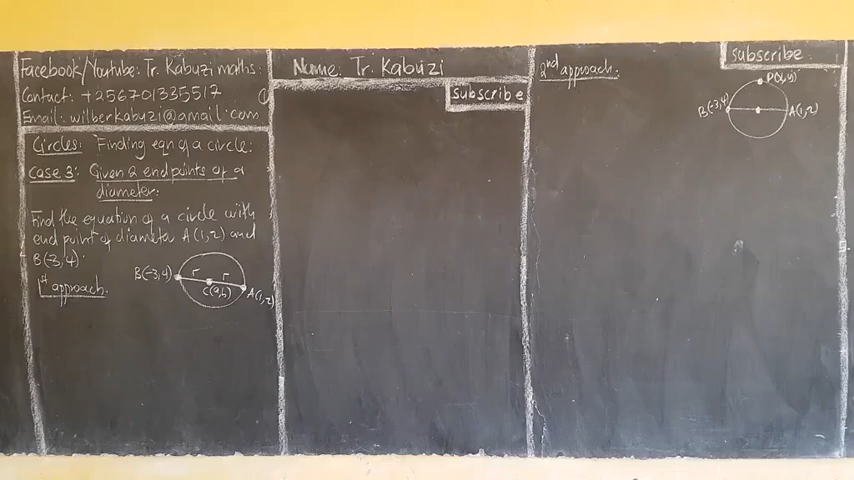 Facebook/Youtube: Tr. Kabuzi maths:
Contact: +256701335517
Email: wilberkabuzi@gmail.com
①
Circles: Finding eqn of a circle:
Case 3: Given 2 endpoints of a
diameter:
Find the equation of a circle with
end point of diameter A(1,2) and
B(-3,4).
1st approach.
B(-3,4)
r r
C(a,b)
A(1,2)
Name: Tr. Kabuzi
subscribe
2nd approach.
subscribe
P(x,y)
B(-3,4)
A(1,2)